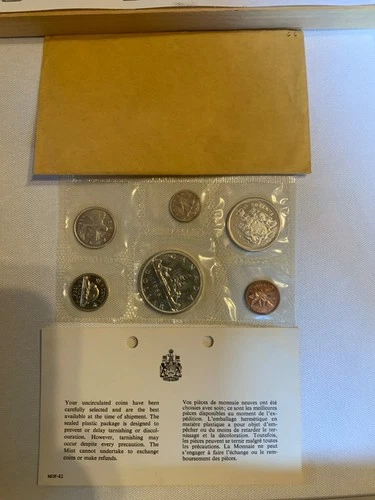 Your uncirculated coins have been
carefully selected and are the best
available at the time of shipment. The
sealed plastic package is designed to
prevent or delay tarnishing or discol-
ouration. However, tarnishing may
occur despite every precaution. The
Mint cannot undertake to exchange
coins or make refunds.
Vos pièces de monnaie neuves ont été
choisies avec soin; ce sont les meilleures
pièces disponibles au moment de l'ex-
pédition. L'emballage hermétique en
matière plastique a pour objet d'em-
pêcher ou du moins de retarder le ter-
nissage et la décoloration. Toutefois,
les pièces peuvent se ternir malgré toutes
les précautions. La Monnaie ne peut
s'engager à faire l'échange ou le rem-
boursement des pièces.